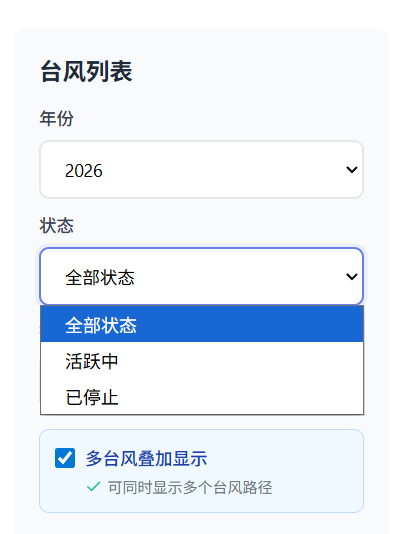 台风列表
年份
2026
状态
全部状态
全部状态
活跃中
已停止
多台风叠加显示
可同时显示多个台风路径